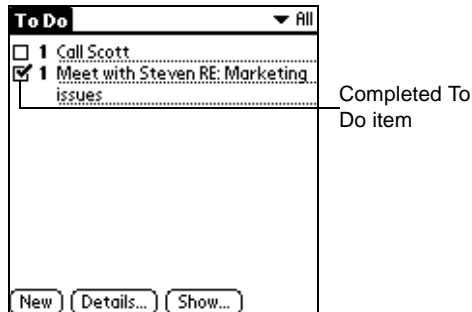 To Do All
1 Call Scott
1 Meet with Steven RE: Marketing
issues
Completed To
Do item
New Details... Show...